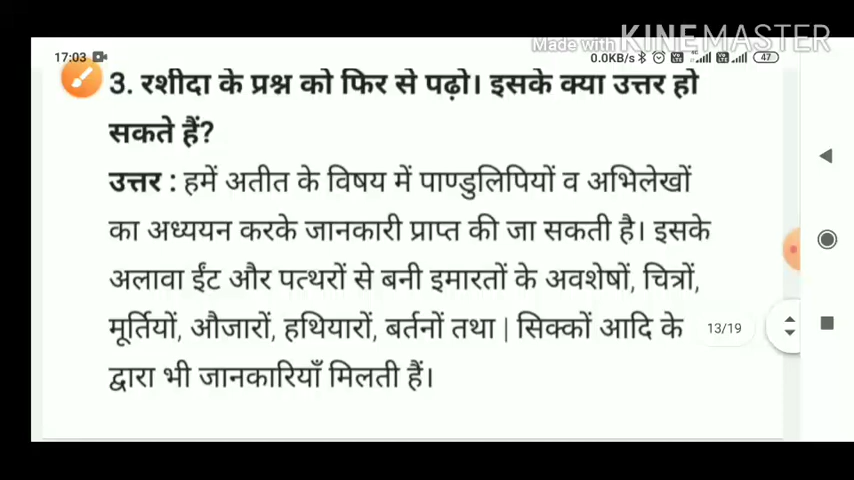 Made with KINEMASTER
17:03 0.0KB/s 47
3. रशीदा के प्रश्न को फिर से पढ़ो। इसके क्या उत्तर हो
सकते हैं?
उत्तर : हमें अतीत के विषय में पाण्डुलिपियों व अभिलेखों
का अध्ययन करके जानकारी प्राप्त की जा सकती है। इसके
अलावा ईंट और पत्थरों से बनी इमारतों के अवशेषों, चित्रों,
मूर्तियों, औजारों, हथियारों, बर्तनों तथा | सिक्कों आदि के
13/19
द्वारा भी जानकारियाँ मिलती हैं।